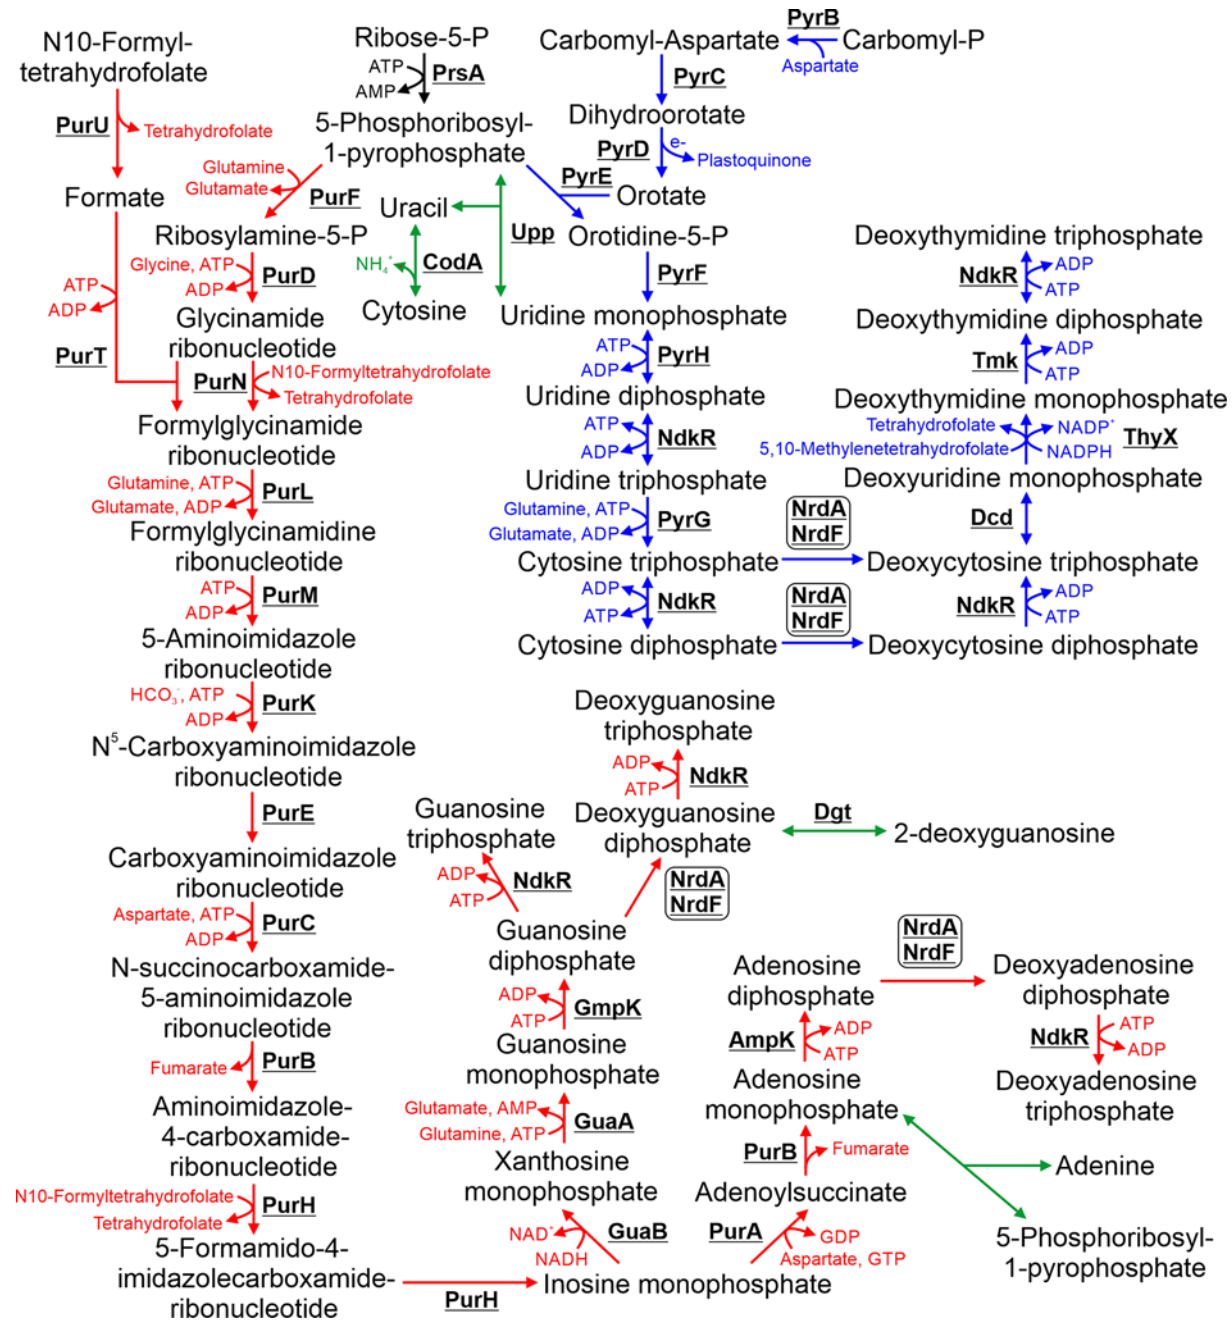 N10-Formyl-
tetrahydrofolate
PurU
Tetrahydrofolate
Formate
ATP
ADP
PurT
Ribose-5-P
ATP
AMP
PrsA
5-Phosphoribosyl-
1-pyrophosphate
Glutamine
Glutamate
PurF
Ribosylamine-5-P
Glycine, ATP
ADP
PurD
Glycinamide
ribonucleotide
PurN
N10-Formyltetrahydrofolate
Tetrahydrofolate
Formylglycinamide
ribonucleotide
Glutamine, ATP
Glutamate, ADP
PurL
Formylglycinamidine
ribonucleotide
ATP
ADP
PurM
5-Aminoimidazole
ribonucleotide
HCO3-, ATP
ADP
PurK
N5-Carboxyaminoimidazole
ribonucleotide
PurE
Carboxyaminoimidazole
ribonucleotide
Aspartate, ATP
ADP
PurC
N-succinocarboxamide-
5-aminoimidazole
ribonucleotide
Fumarate
PurB
Aminoimidazole-
4-carboxamide-
ribonucleotide
N10-Formyltetrahydrofolate
Tetrahydrofolate
PurH
5-Formamido-4-
imidazolecarboxamide-
ribonucleotide
PurH
Uracil
Upp
NH4+
CodA
Cytosine
Carbomyl-Aspartate
PyrB
Carbomyl-P
Aspartate
PyrC
Dihydroorotate
PyrD
e-
Plastoquinone
PyrE
Orotate
Orotidine-5-P
PyrF
Uridine monophosphate
ATP
ADP
PyrH
Uridine diphosphate
ATP
ADP
NdkR
Uridine triphosphate
Glutamine, ATP
Glutamate, ADP
PyrG
Cytosine triphosphate
NrdA
NrdF
ADP
ATP
NdkR
Cytosine diphosphate
NrdA
NrdF
Deoxythymidine triphosphate
NdkR
ADP
ATP
Deoxythymidine diphosphate
Tmk
ADP
ATP
Deoxythymidine monophosphate
Tetrahydrofolate
5,10-Methylenetetrahydrofolate
NADP+
NADPH
ThyX
Deoxyuridine monophosphate
Dcd
Deoxycytosine triphosphate
NdkR
ADP
ATP
Deoxycytosine diphosphate
Deoxyguanosine
triphosphate
ADP
ATP
NdkR
Deoxyguanosine
diphosphate
Dgt
2-deoxyguanosine
Guanosine
triphosphate
ADP
ATP
NdkR
NrdA
NrdF
Guanosine
diphosphate
ADP
ATP
GmpK
Guanosine
monophosphate
Glutamate, AMP
Glutamine, ATP
GuaA
Xanthosine
monophosphate
NAD+
NADH
GuaB
Inosine monophosphate
PurA
GDP
Aspartate, GTP
Adenoylsuccinate
PurB
Fumarate
Adenosine
monophosphate
AmpK
ADP
ATP
Adenosine
diphosphate
NrdA
NrdF
Deoxyadenosine
diphosphate
NdkR
ATP
ADP
Deoxyadenosine
triphosphate
Adenine
5-Phosphoribosyl-
1-pyrophosphate